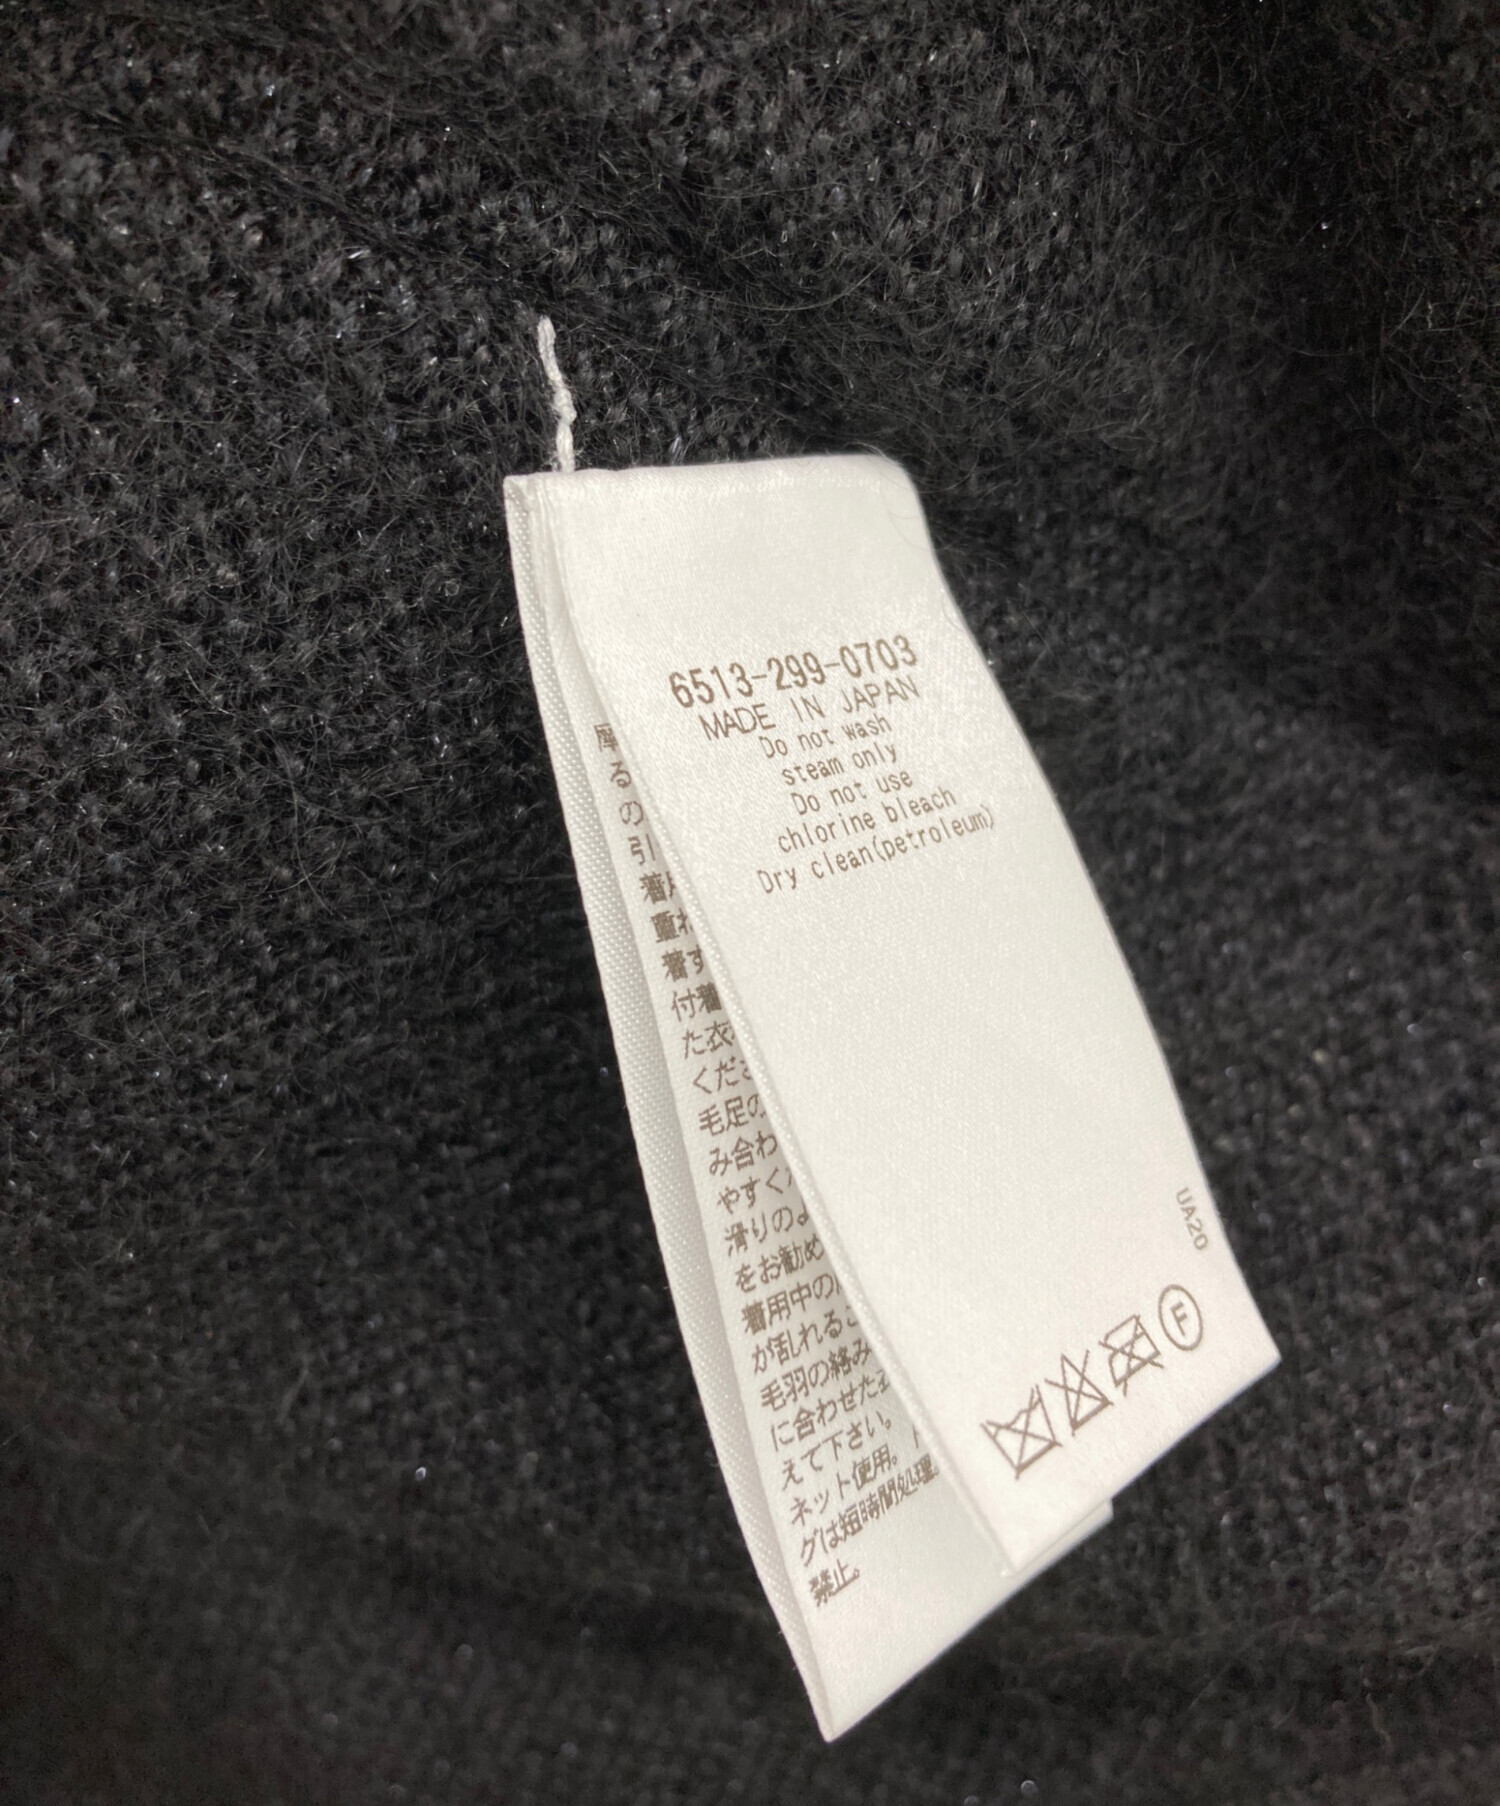 6513-299-0703
MADE IN JAPAN
Do not wash
steam only
Do not use
chlorine bleach
Dry clean(petroleum)
UA20
F
摩
る
の
引
着用
重ね
着す
付着
た衣
くださ
毛足の
み合わ
やすく
滑りのよ
をお勧め
着用中の
が乱れるこ
毛羽の絡み
に合わせた
えて下さい。
ネット使用。
グは短時間処理。
禁止。